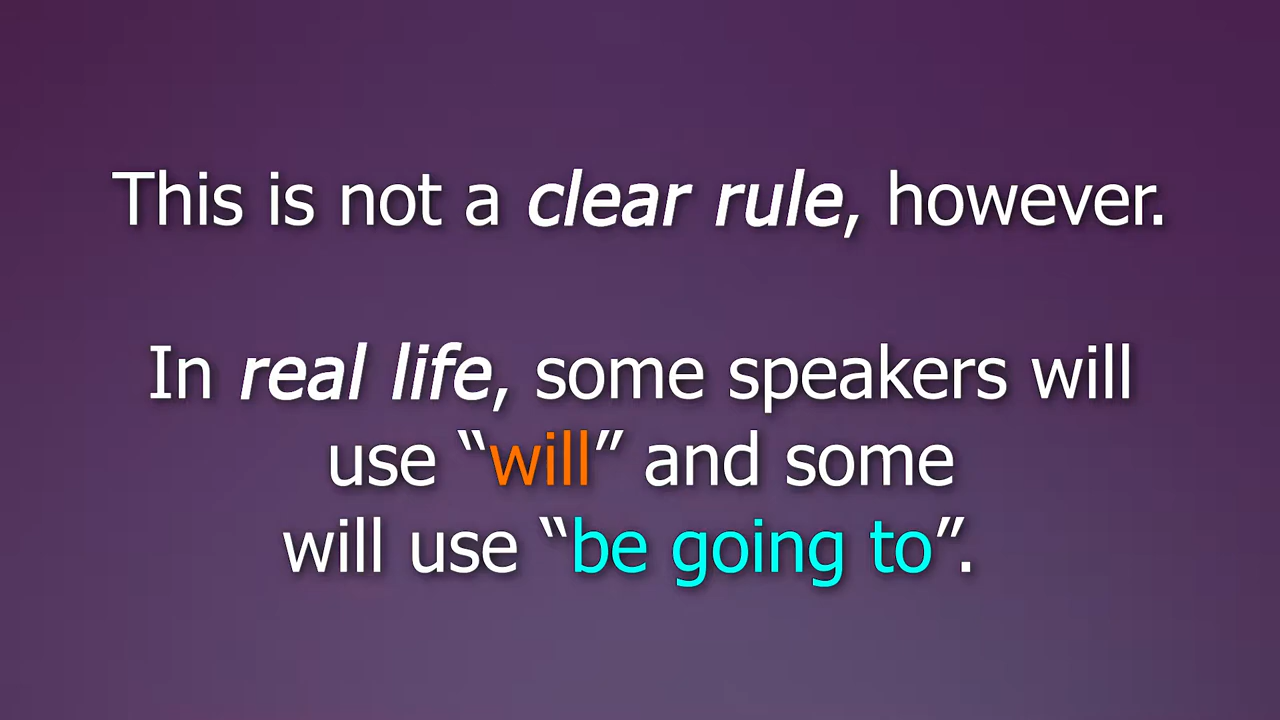 This is not a clear rule, however.
In real life, some speakers will
use “will” and some
will use “be going to”.